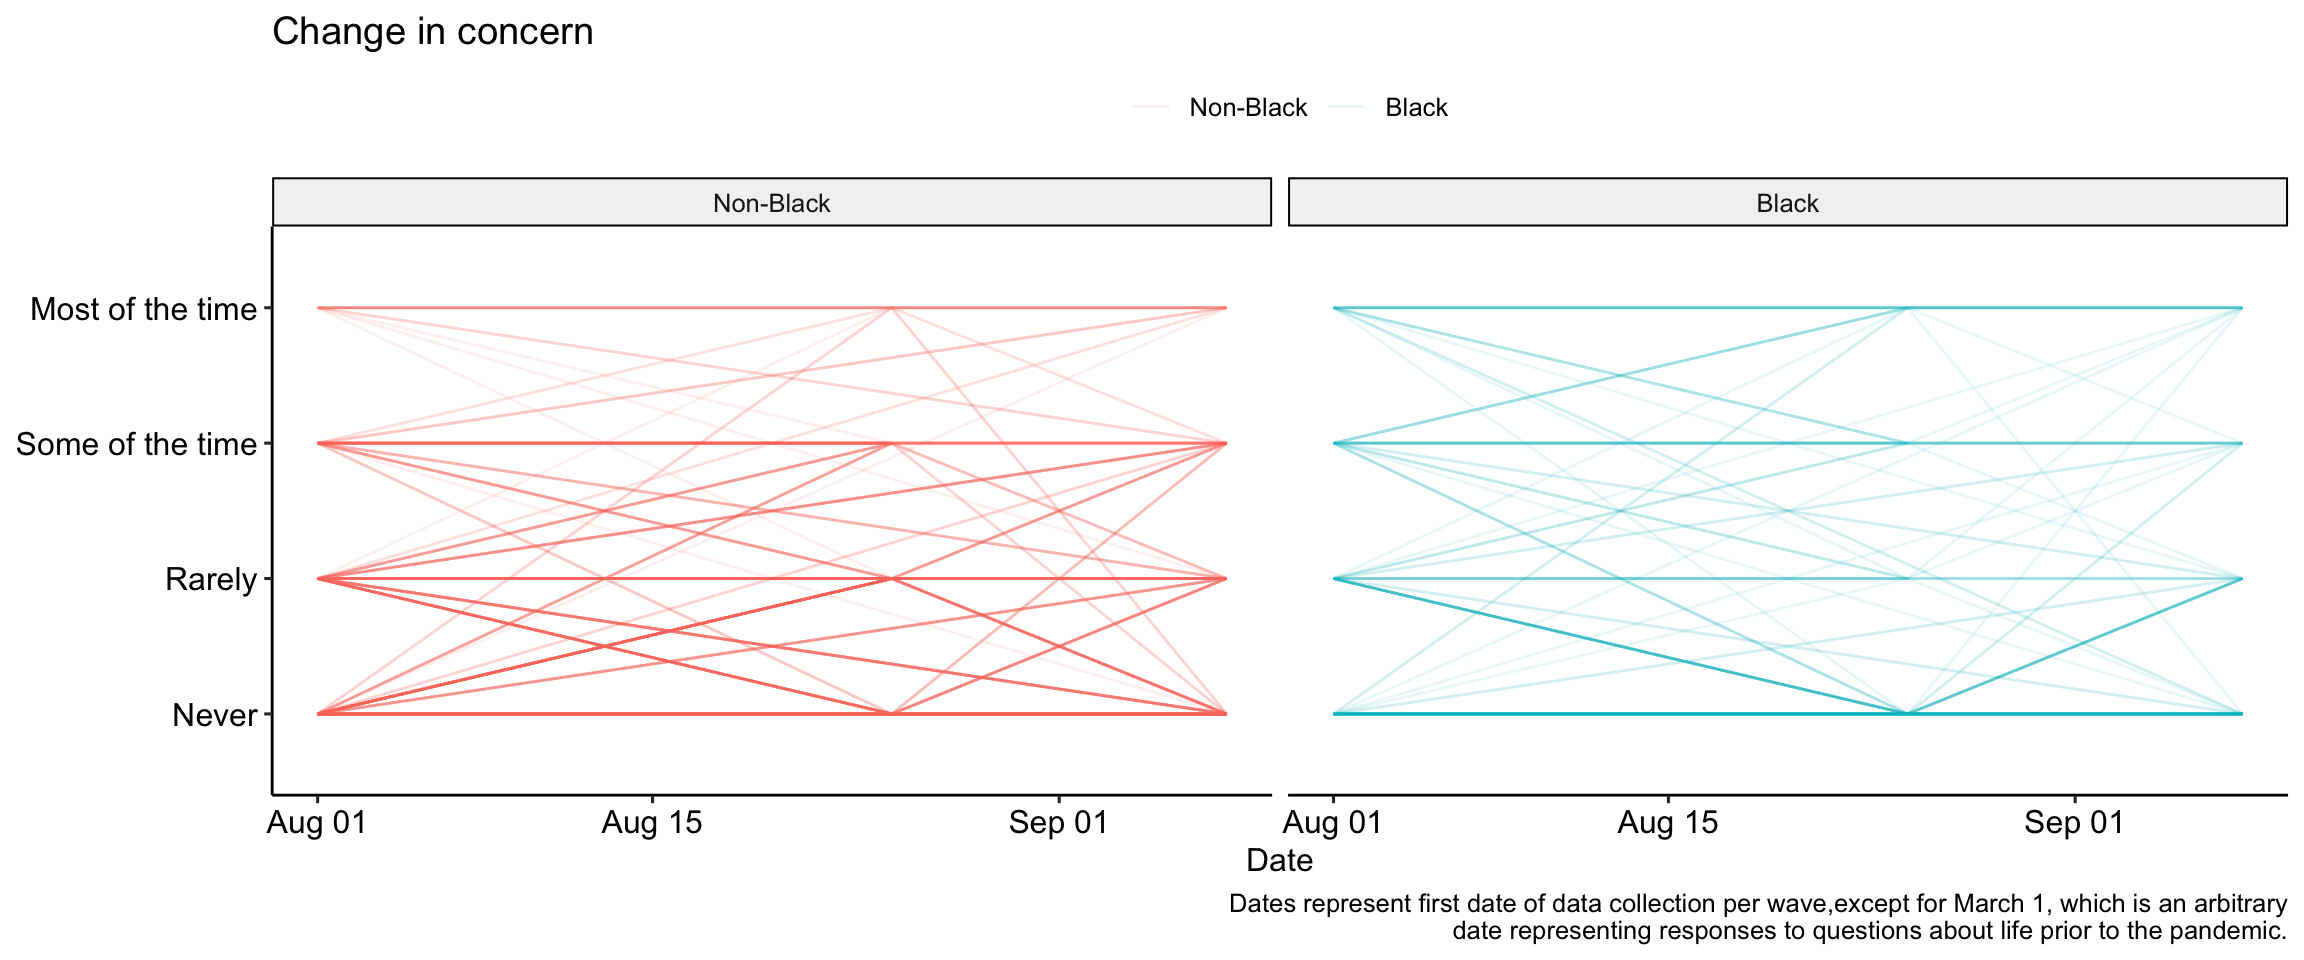 Change in concern
Non-Black
Black
Non-Black
Black
Most of the time
Some of the time
Rarely
Never
Aug 01
Aug 15
Sep 01
Aug 01
Aug 15
Sep 01
Date
Dates represent first date of data collection per wave,except for March 1, which is an arbitrary
date representing responses to questions about life prior to the pandemic.